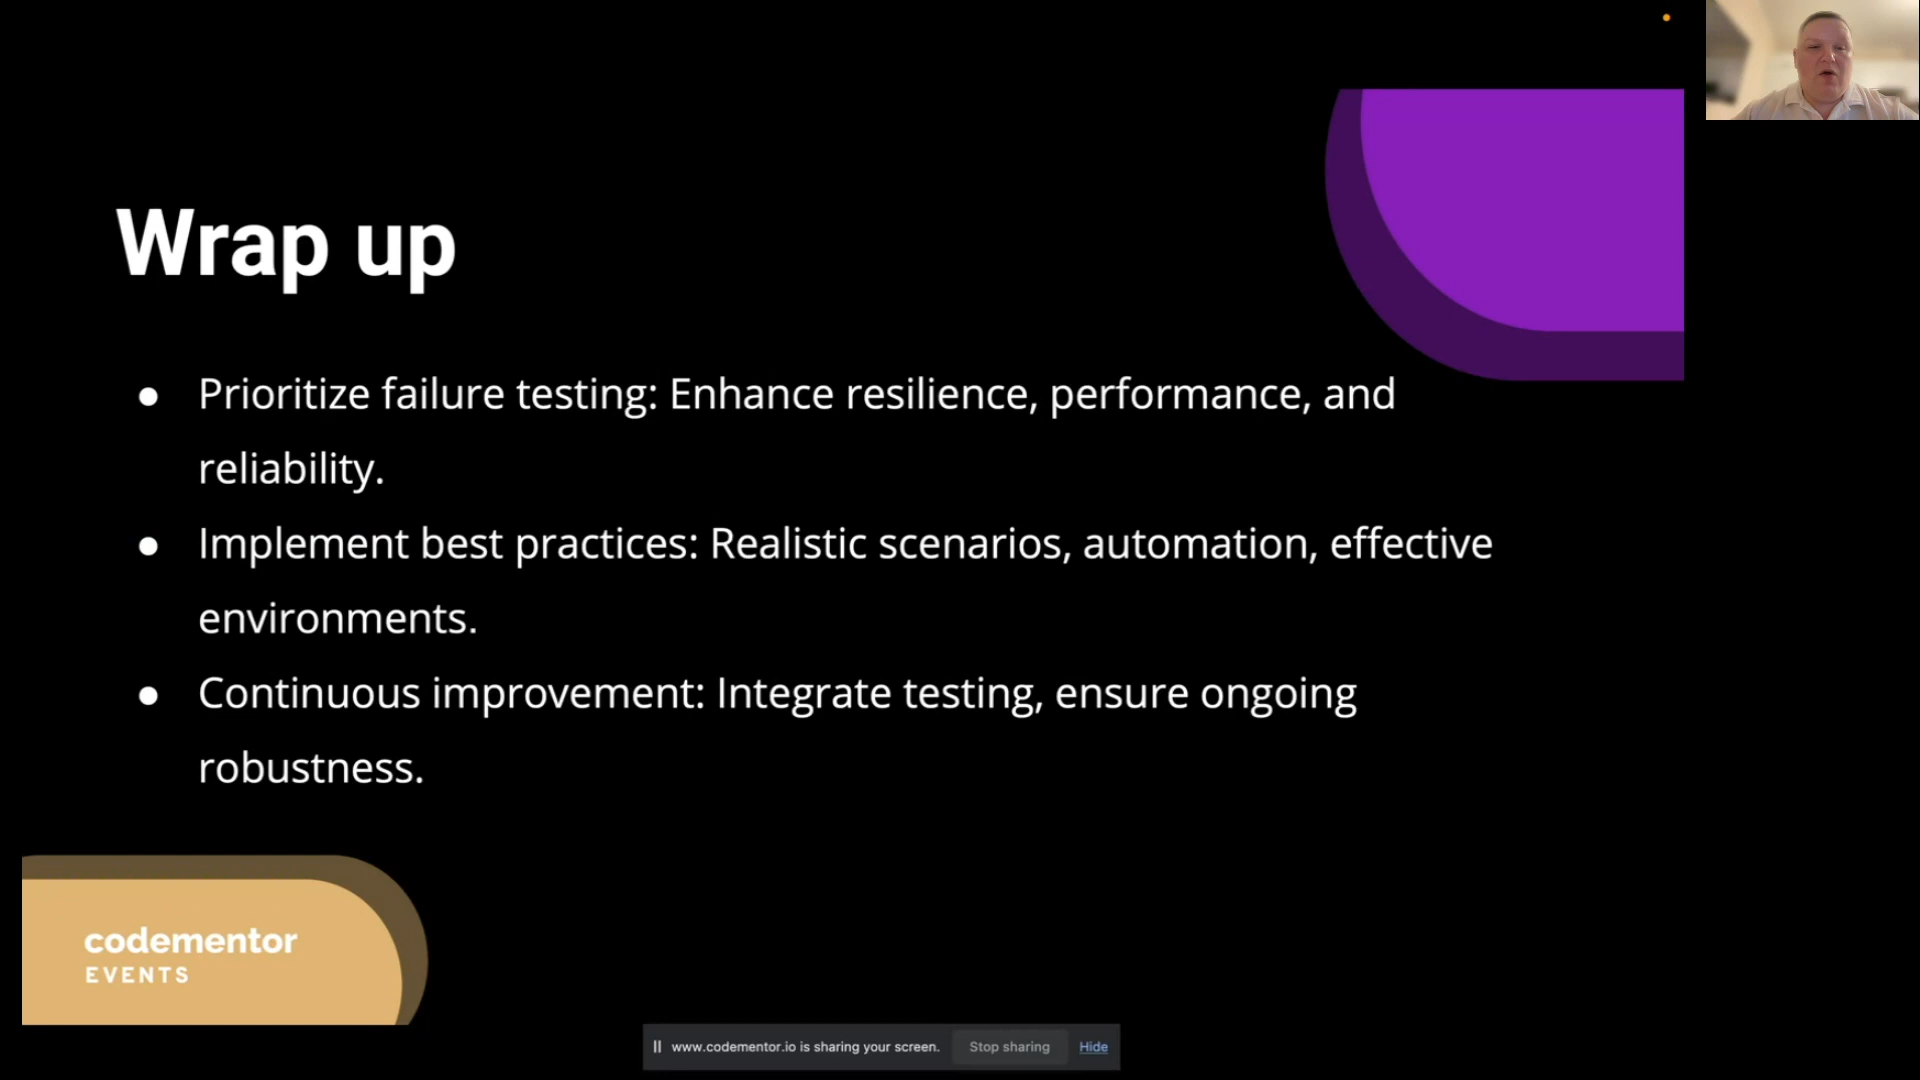 Wrap up
● Prioritize failure testing: Enhance resilience, performance, and
reliability.
● Implement best practices: Realistic scenarios, automation, effective
environments.
● Continuous improvement: Integrate testing, ensure ongoing
robustness.
codementor
EVENTS
www.codementor.io is sharing your screen. Stop sharing Hide